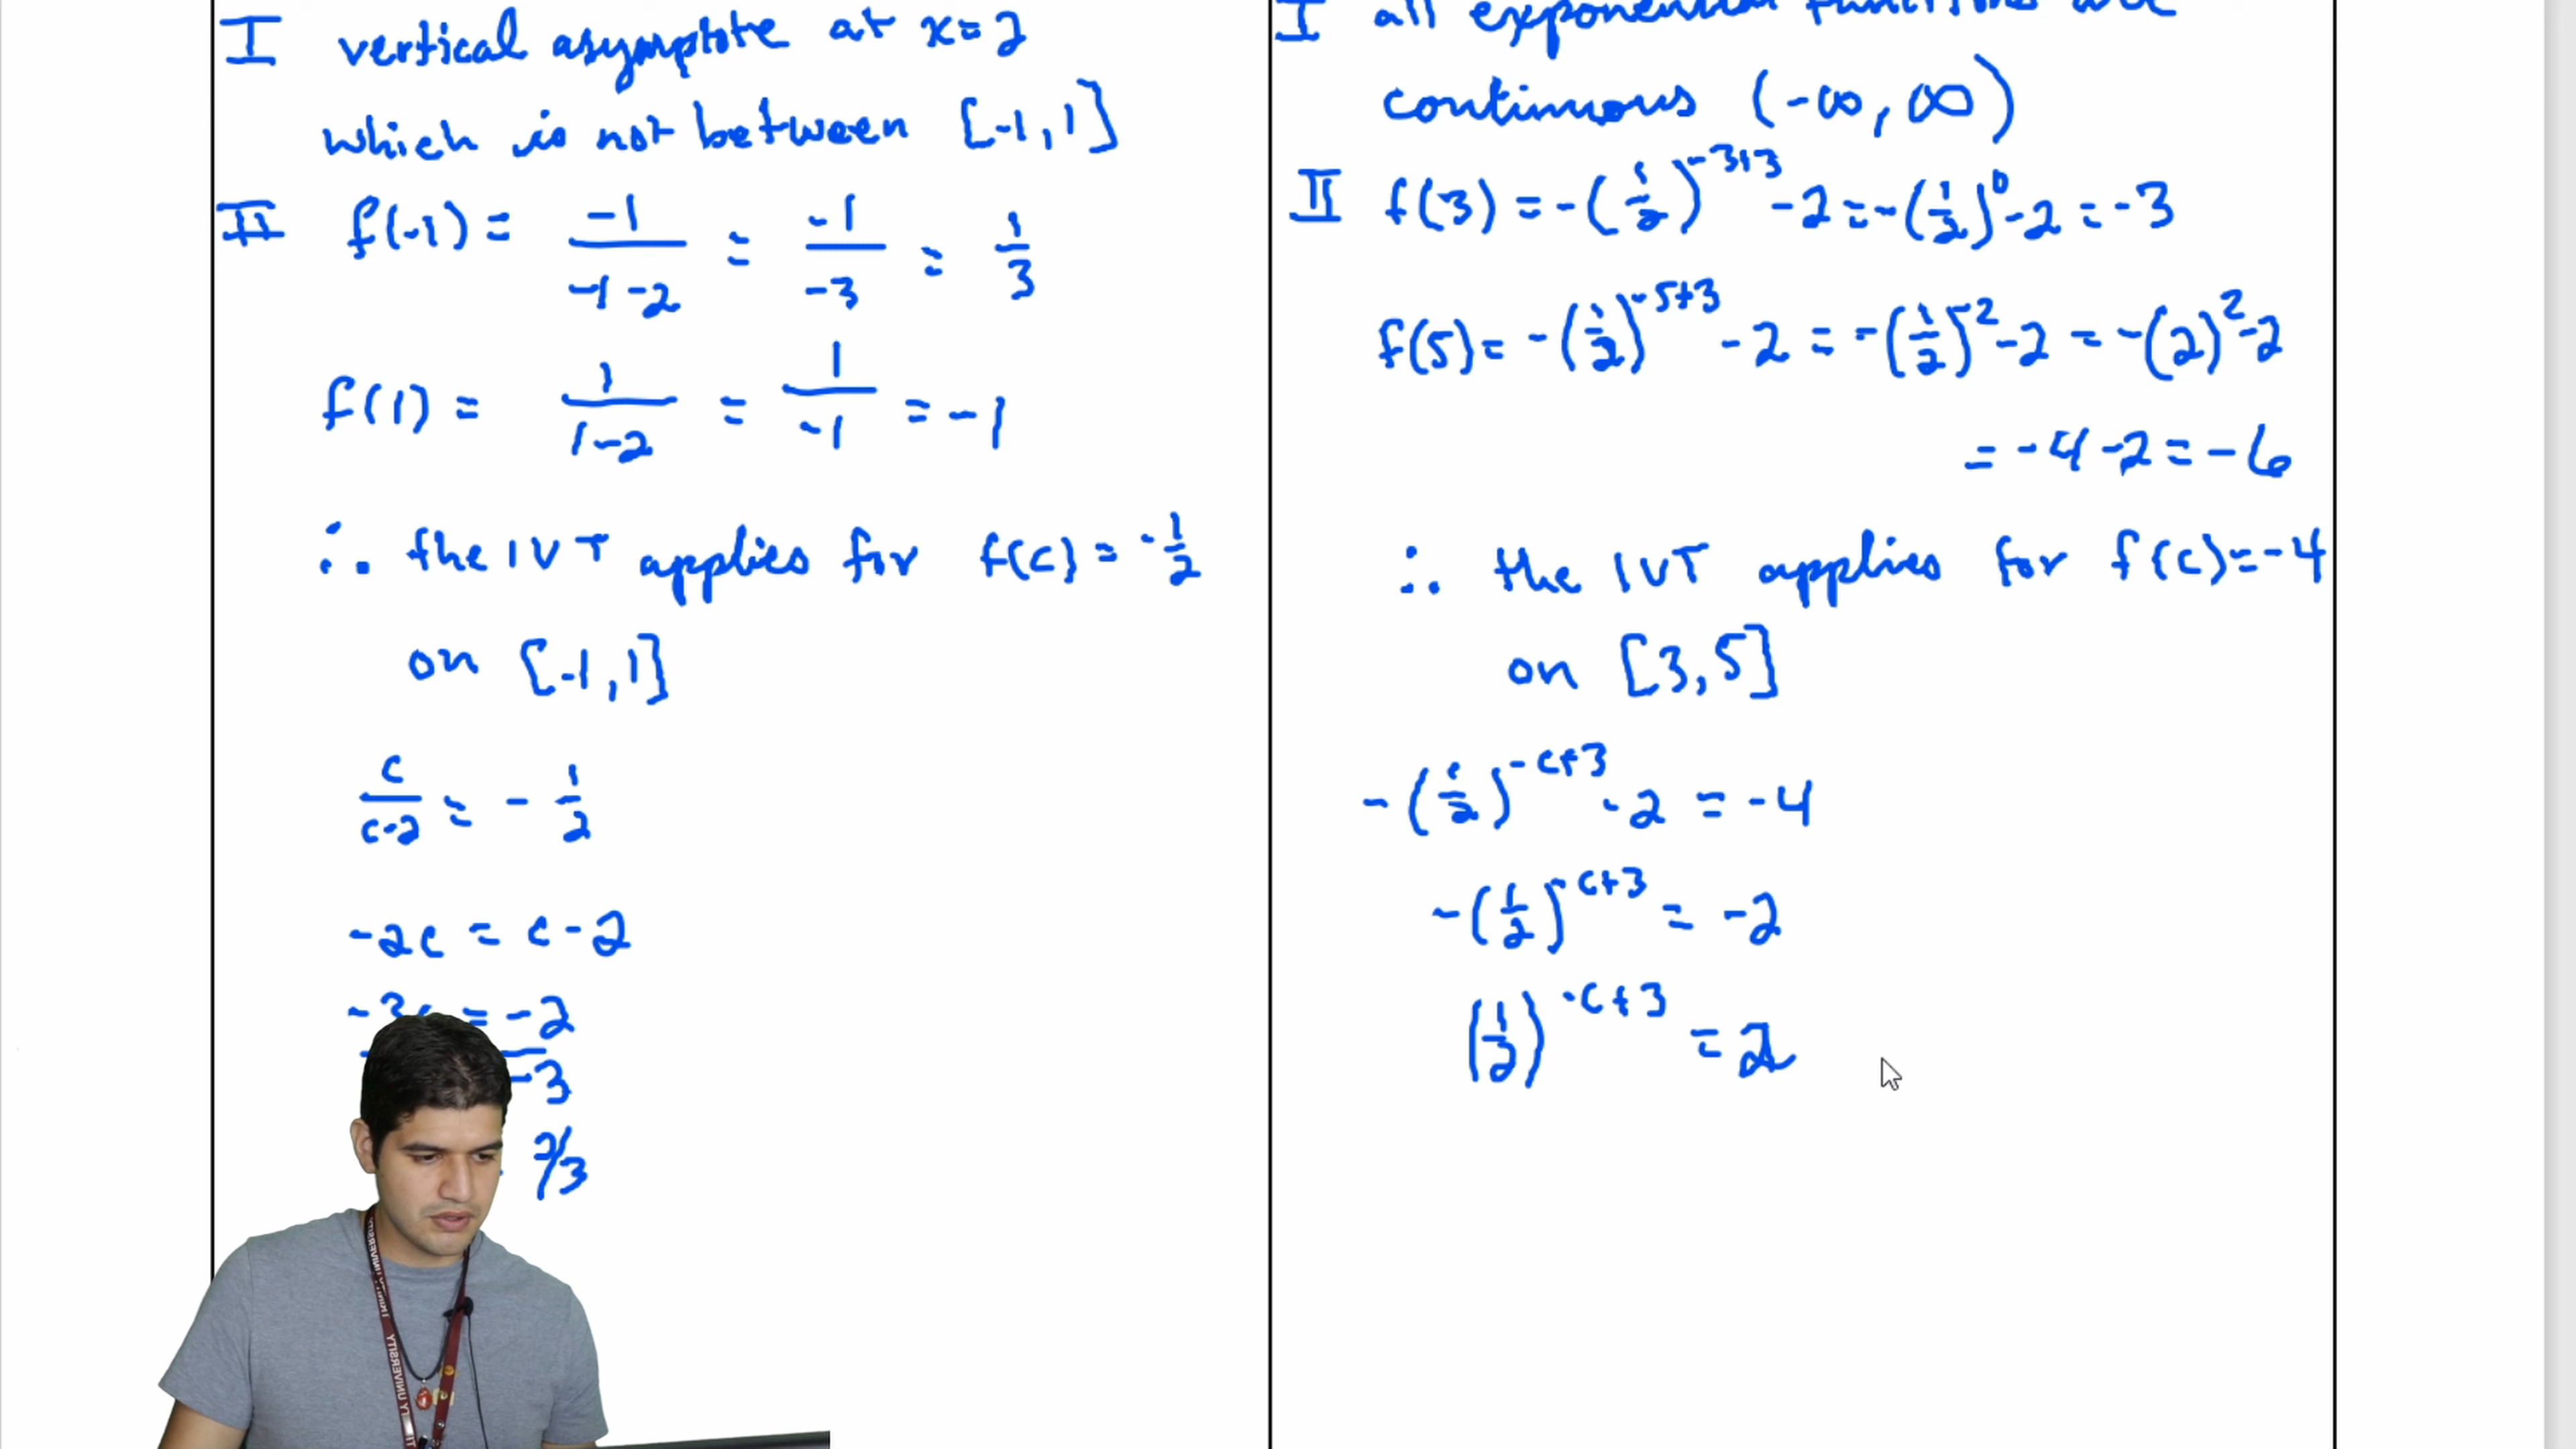 I vertical asymptote at x=2
which is not between [-1,1]
II f(-1) = -1/(-1-2) = -1/-3 = 1/3
f(1) = 1/(1-2) = 1/-1 = -1
∴ the IVT applies for f(c) = -1/2
on [-1,1]
c/(c-2) = - 1/2
-2c = c-2
-3c = -2
-3
2/3
I all exponential functions are
continuous (-∞, ∞)
II f(3) = -(1/2)^(-3+3) -2 = -(1/2)^0 -2 = -3
f(5) = -(1/2)^(-5+3) -2 = -(1/2)^-2 -2 = -(2)^2 -2
= -4 -2 = -6
∴ the IVT applies for f(c) = -4
on [3,5]
-(1/2)^(-c+3) -2 = -4
-(1/2)^(-c+3) = -2
(1/2)^(-c+3) = 2
UNIVERSITY